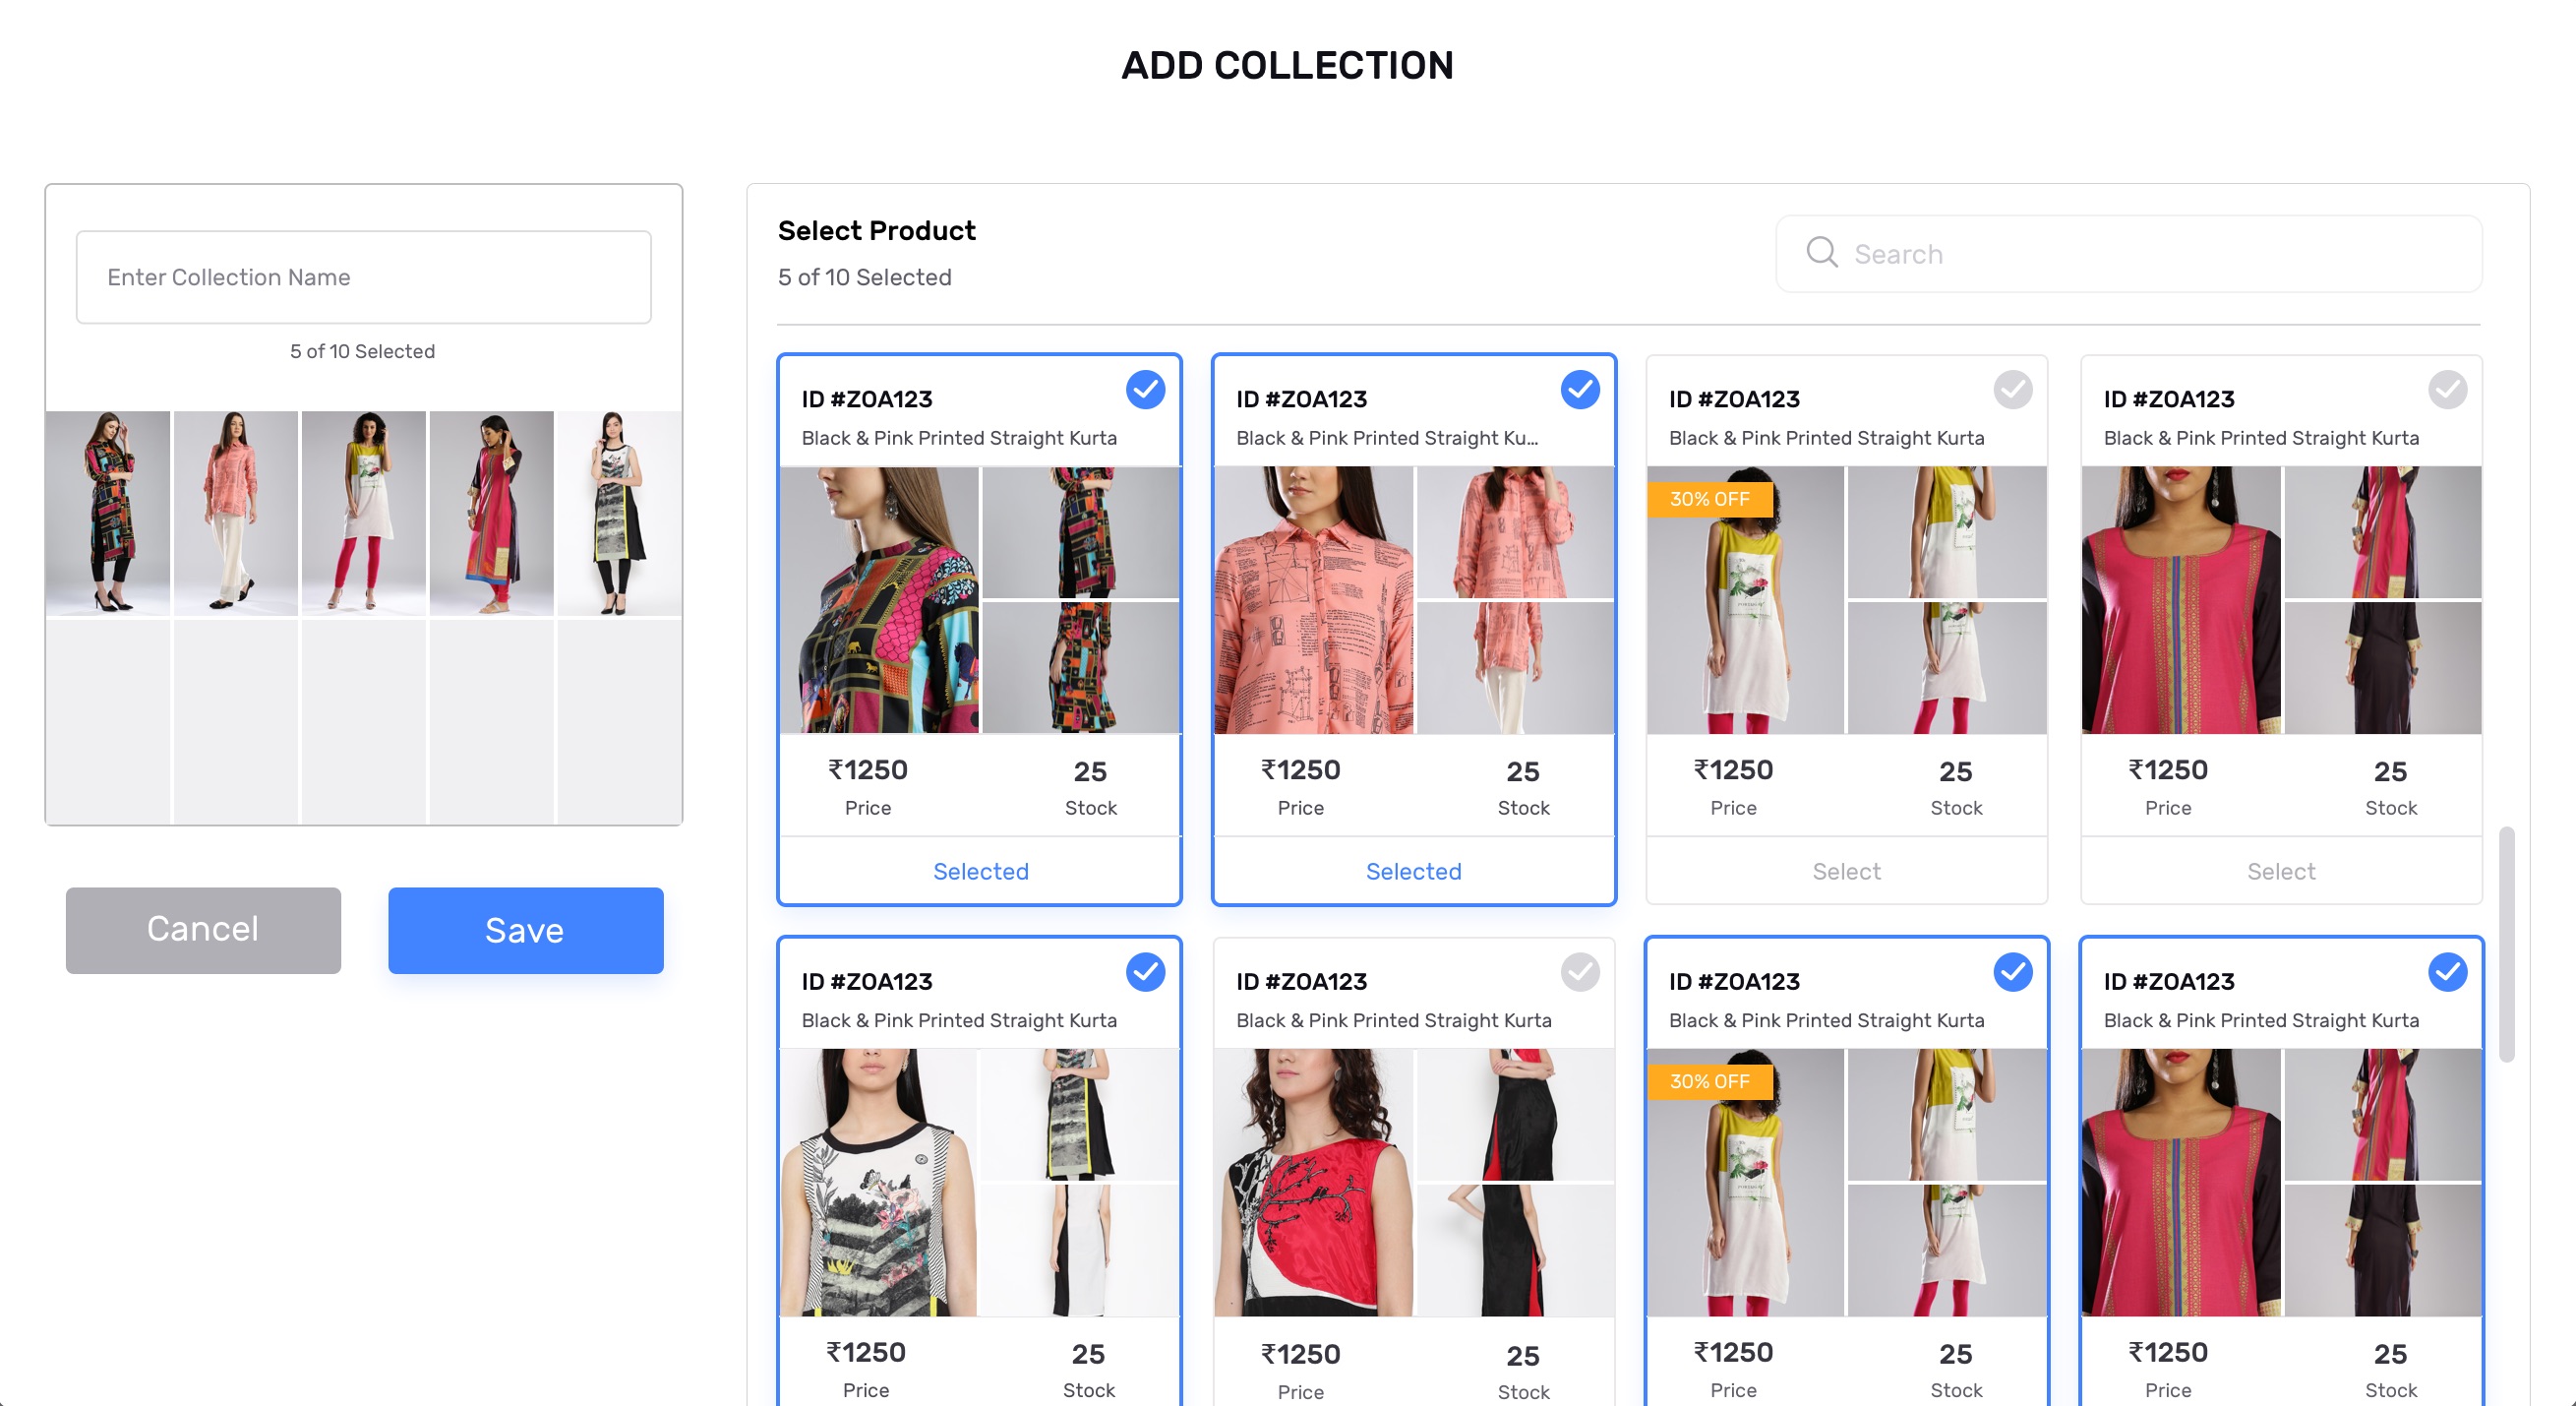 ADD COLLECTION
Enter Collection Name
5 of 10 Selected
Cancel
Save
Select Product
5 of 10 Selected
Search
ID #ZOA123
Black & Pink Printed Straight Kurta
₹1250
Price
25
Stock
Selected
ID #ZOA123
Black & Pink Printed Straight Ku...
₹1250
Price
25
Stock
Selected
ID #ZOA123
Black & Pink Printed Straight Kurta
30% OFF
₹1250
Price
25
Stock
Select
ID #ZOA123
Black & Pink Printed Straight Kurta
₹1250
Price
25
Stock
Select
ID #ZOA123
Black & Pink Printed Straight Kurta
₹1250
Price
25
Stock
ID #ZOA123
Black & Pink Printed Straight Kurta
₹1250
Price
25
Stock
ID #ZOA123
Black & Pink Printed Straight Kurta
30% OFF
₹1250
Price
25
Stock
ID #ZOA123
Black & Pink Printed Straight Kurta
₹1250
Price
25
Stock